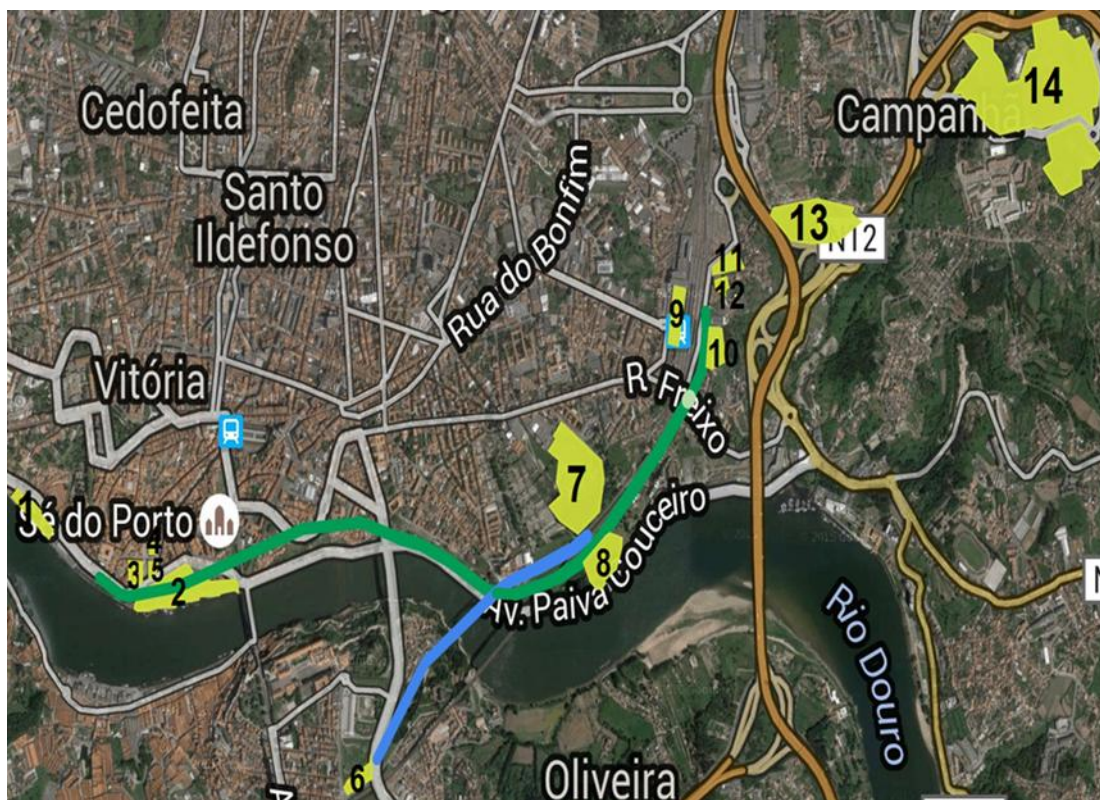 Cedofeita
Campanhã
14
Santo
Ildefonso
Rua do Bonfim
13
N12
11
12
9
10
Vitória
R. Freixo
7
1
Sé do Porto
4
3
5
2
8
Av. Paiva Couceiro
Rio Douro
N
6
Oliveira
A